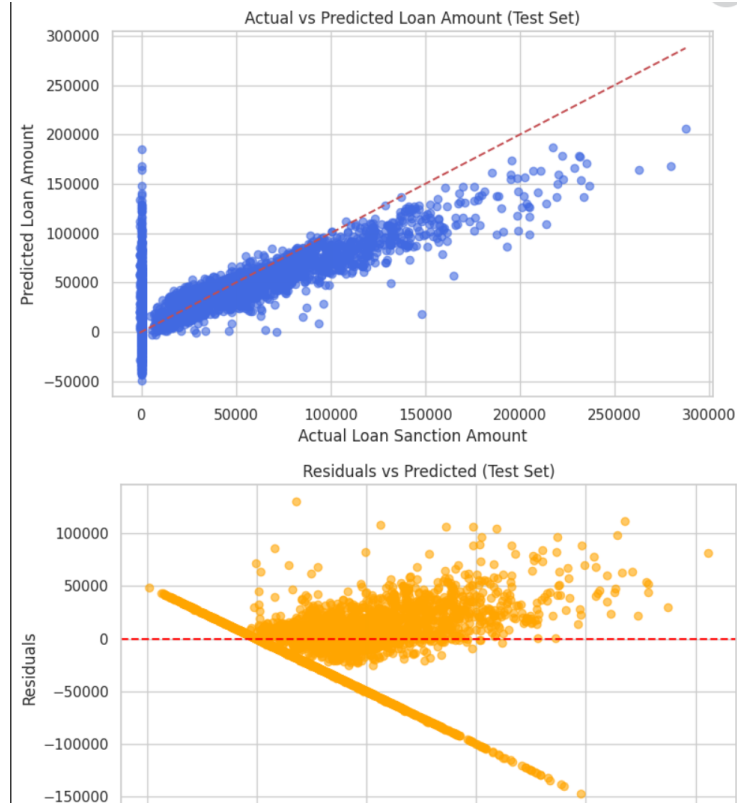 Actual vs Predicted Loan Amount (Test Set)
300000
250000
200000
150000
100000
50000
0
−50000
Predicted Loan Amount
0 50000 100000 150000 200000 250000 300000
Actual Loan Sanction Amount
Residuals vs Predicted (Test Set)
100000
50000
0
−50000
−100000
−150000
Residuals